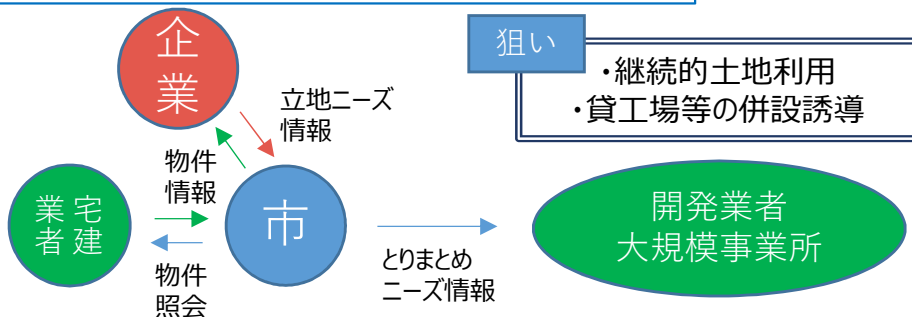 企
業
狙い
・継続的土地利用
・貸工場等の併設誘導
立地ニーズ
情報
物件
情報
宅建
業者
市
開発業者
大規模事業所
物件
照会
とりまとめ
ニーズ情報